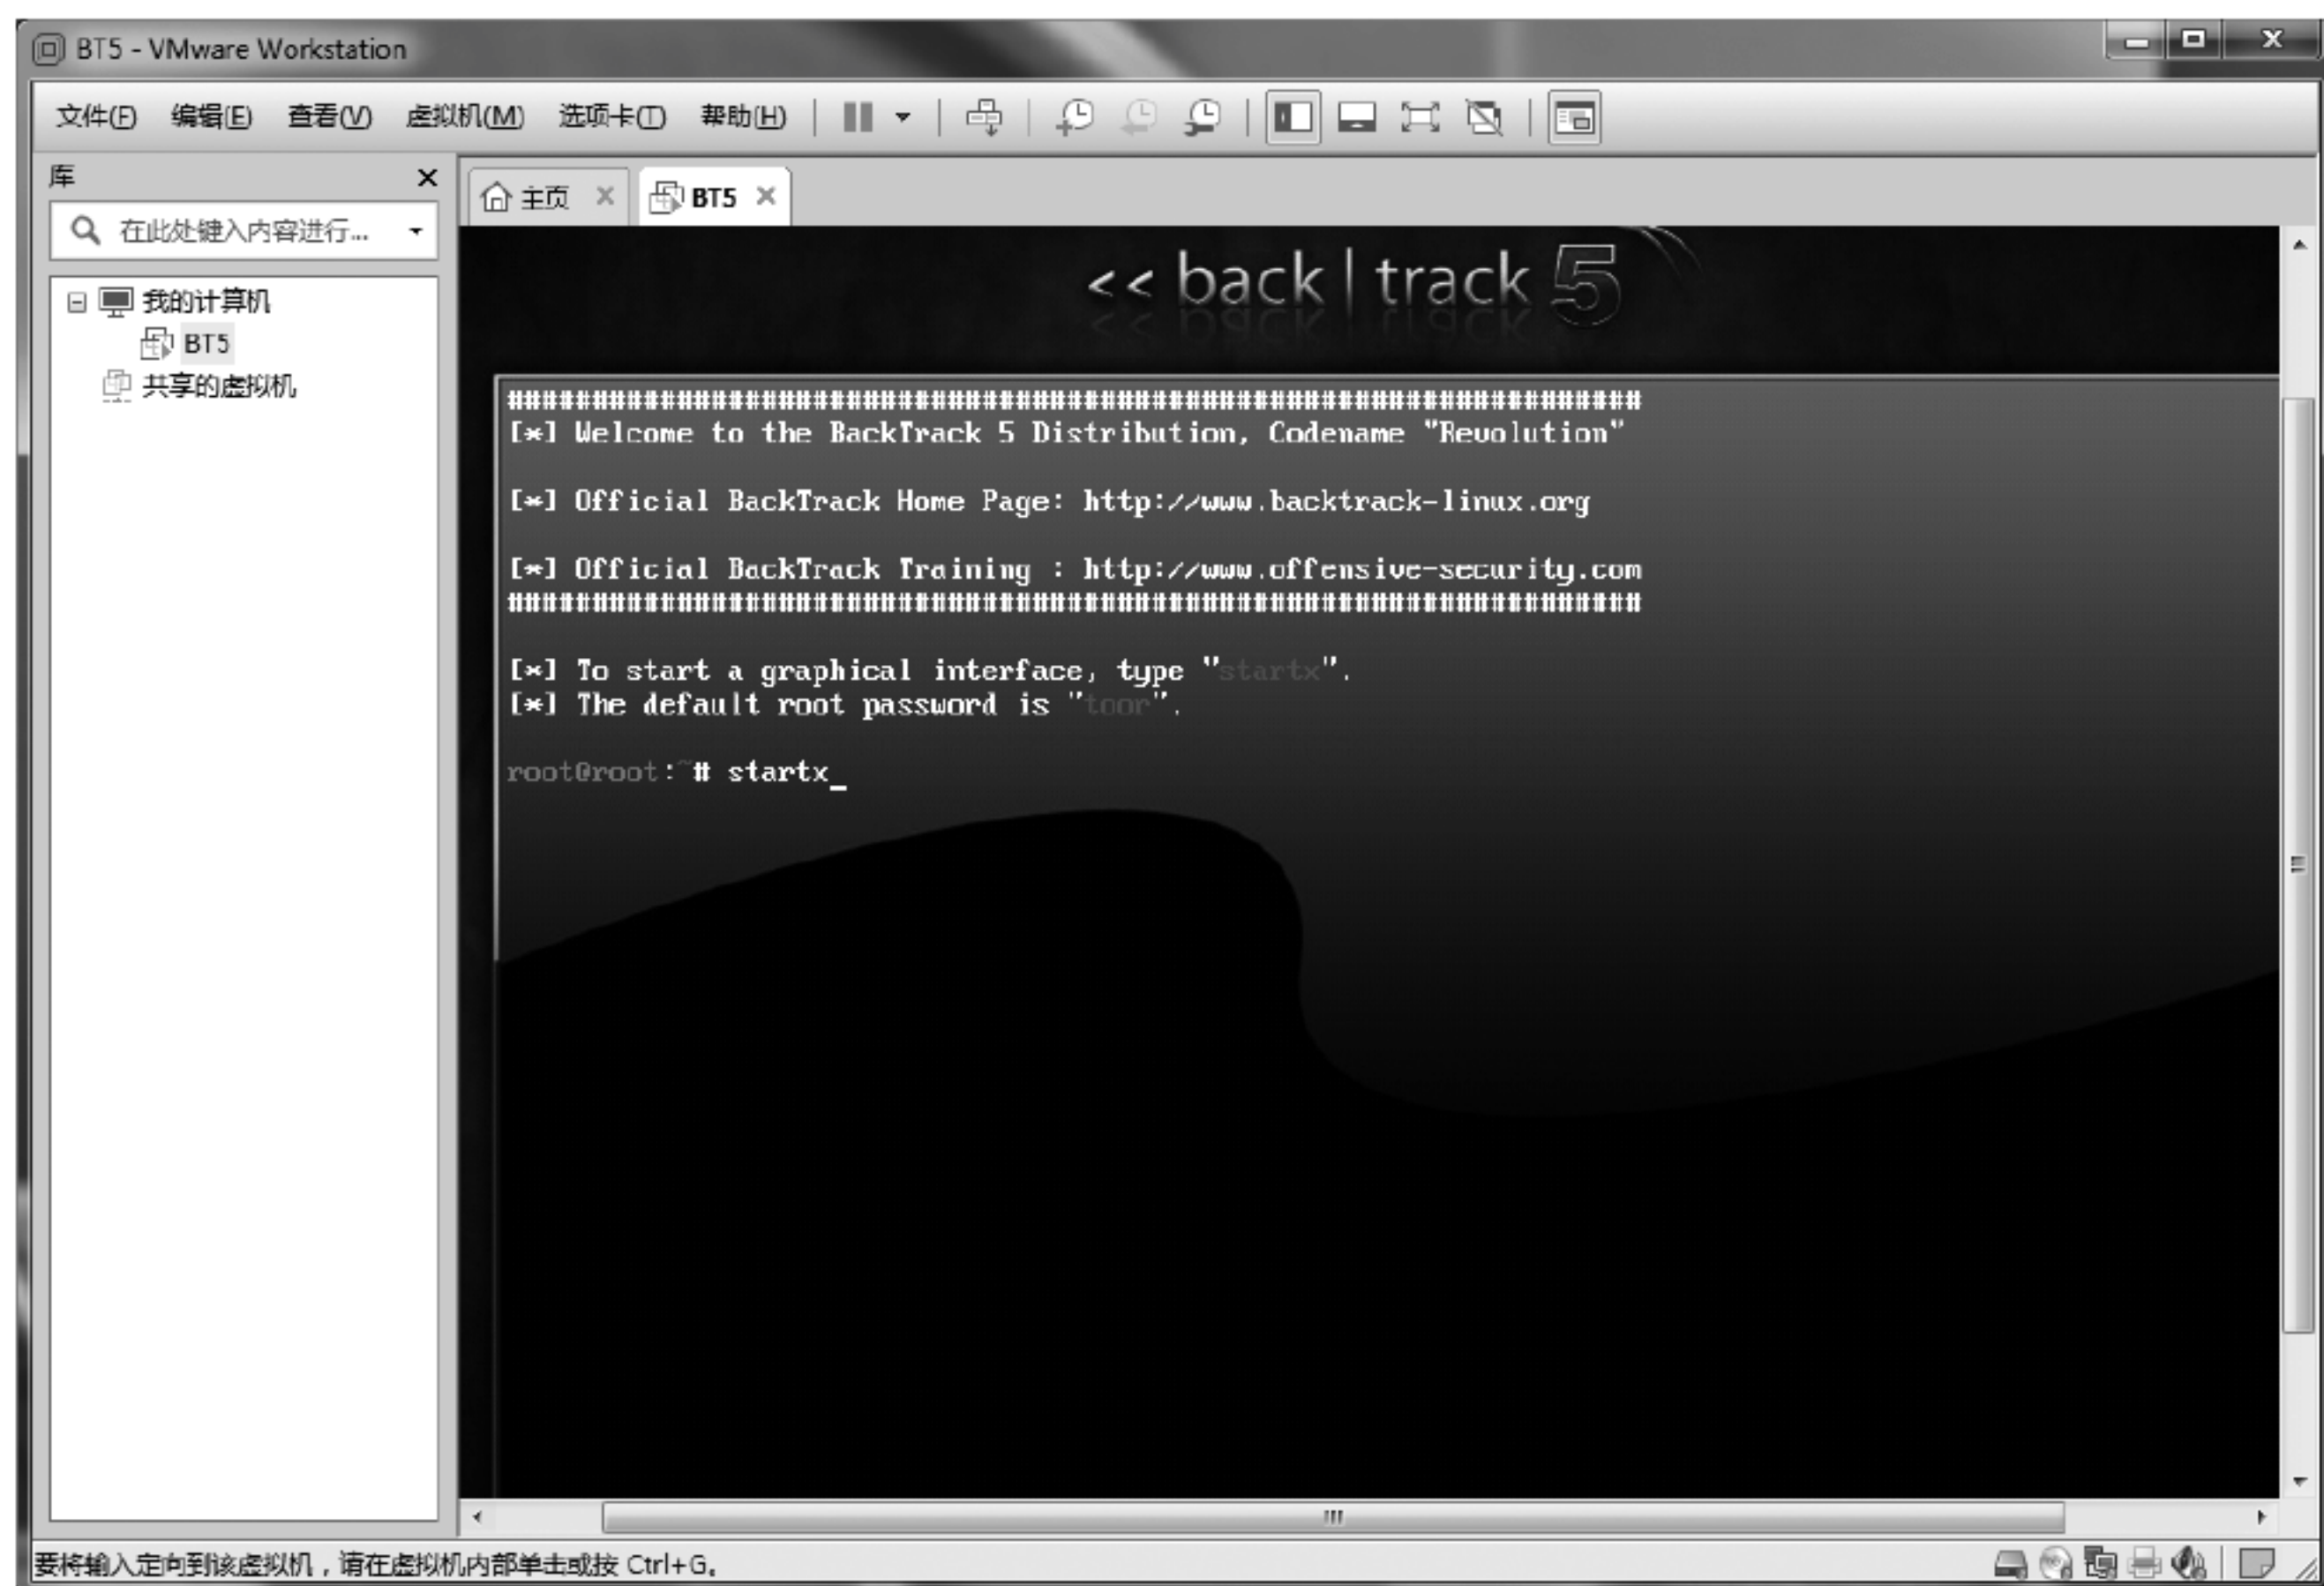 BT5 - VMware Workstation
文件(F) 编辑(E) 查看(V) 虚拟机(M) 选项卡(T) 帮助(H)
库
在此处键入内容进行...
我的计算机
BT5
共享的虚拟机
主页 BT5
<< back | track 5
###################################################################
[*] Welcome to the BackTrack 5 Distribution, Codename "Revolution"
[*] Official BackTrack Home Page: http://www.backtrack-linux.org
[*] Official BackTrack Training : http://www.offensive-security.com
###################################################################
[*] To start a graphical interface, type "startx".
[*] The default root password is "toor".
root@root:~# startx_
要将输入定向到该虚拟机，请在虚拟机内部单击或按 Ctrl+G。